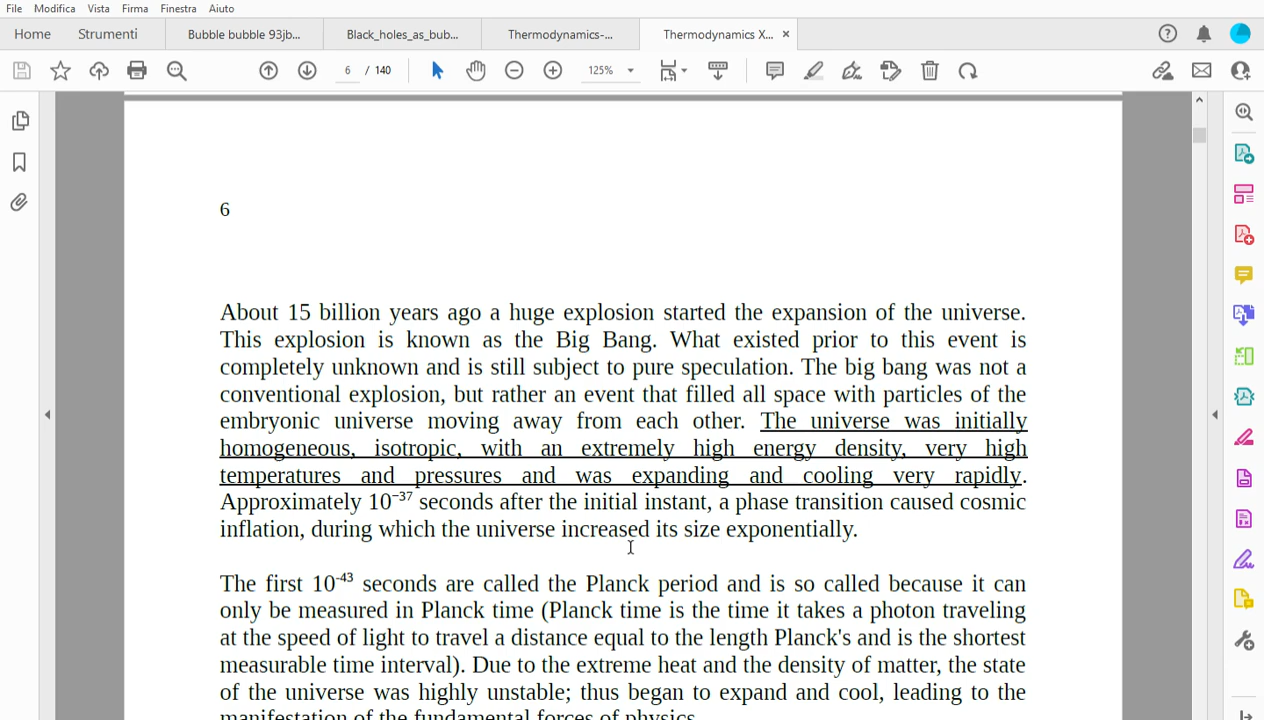 File Modifica Vista Firma Finestra Aiuto
Home Strumenti Bubble bubble 93jb... Black_holes_as_bub... Thermodynamics-... Thermodynamics X... ×
6 / 140 125%
6
About 15 billion years ago a huge explosion started the expansion of the universe.
This explosion is known as the Big Bang. What existed prior to this event is
completely unknown and is still subject to pure speculation. The big bang was not a
conventional explosion, but rather an event that filled all space with particles of the
embryonic universe moving away from each other. The universe was initially
homogeneous, isotropic, with an extremely high energy density, very high
temperatures and pressures and was expanding and cooling very rapidly.
Approximately 10⁻³⁷ seconds after the initial instant, a phase transition caused cosmic
inflation, during which the universe increased its size exponentially.
The first 10⁻⁴³ seconds are called the Planck period and is so called because it can
only be measured in Planck time (Planck time is the time it takes a photon traveling
at the speed of light to travel a distance equal to the length Planck's and is the shortest
measurable time interval). Due to the extreme heat and the density of matter, the state
of the universe was highly unstable; thus began to expand and cool, leading to the
manifestation of the fundamental forces of physics.